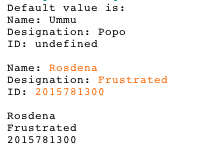 Default value is:
Name: Ummu
Designation: Popo
ID: undefined

Name: Rosdena
Designation: Frustrated
ID: 2015781300

Rosdena
Frustrated
2015781300